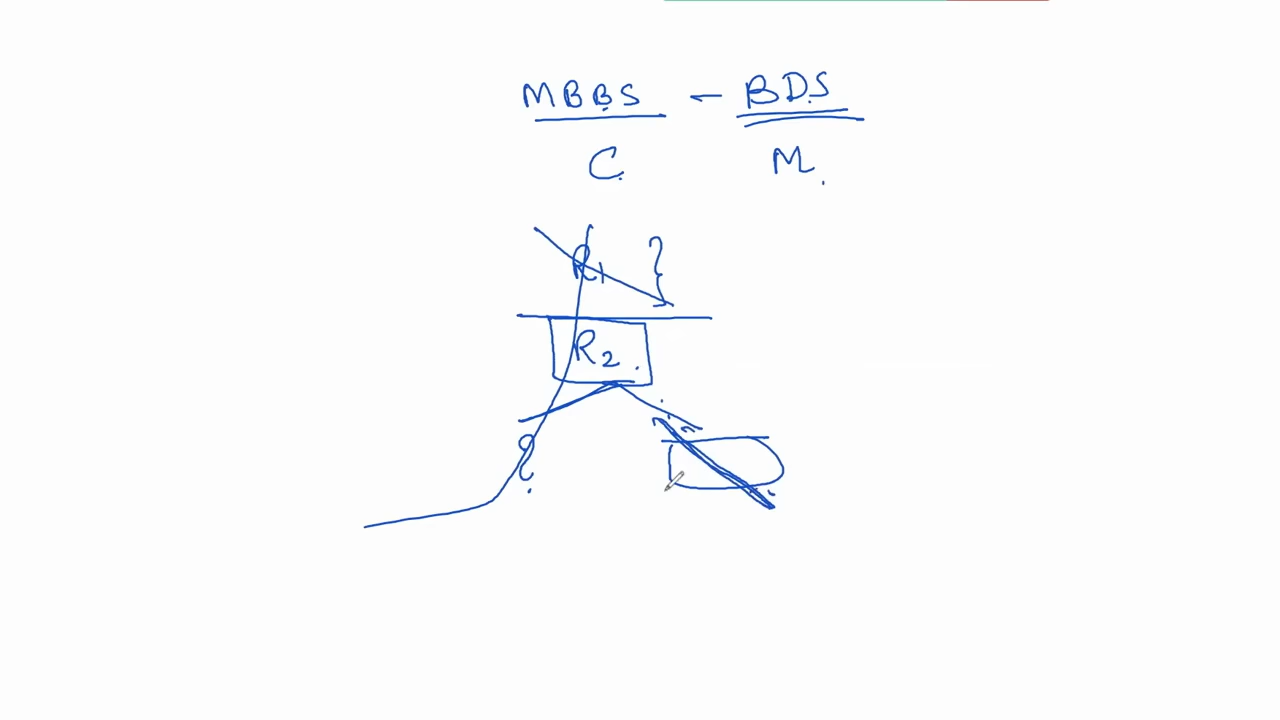 MBBS – BDS
C. M.
R1 }
R2.